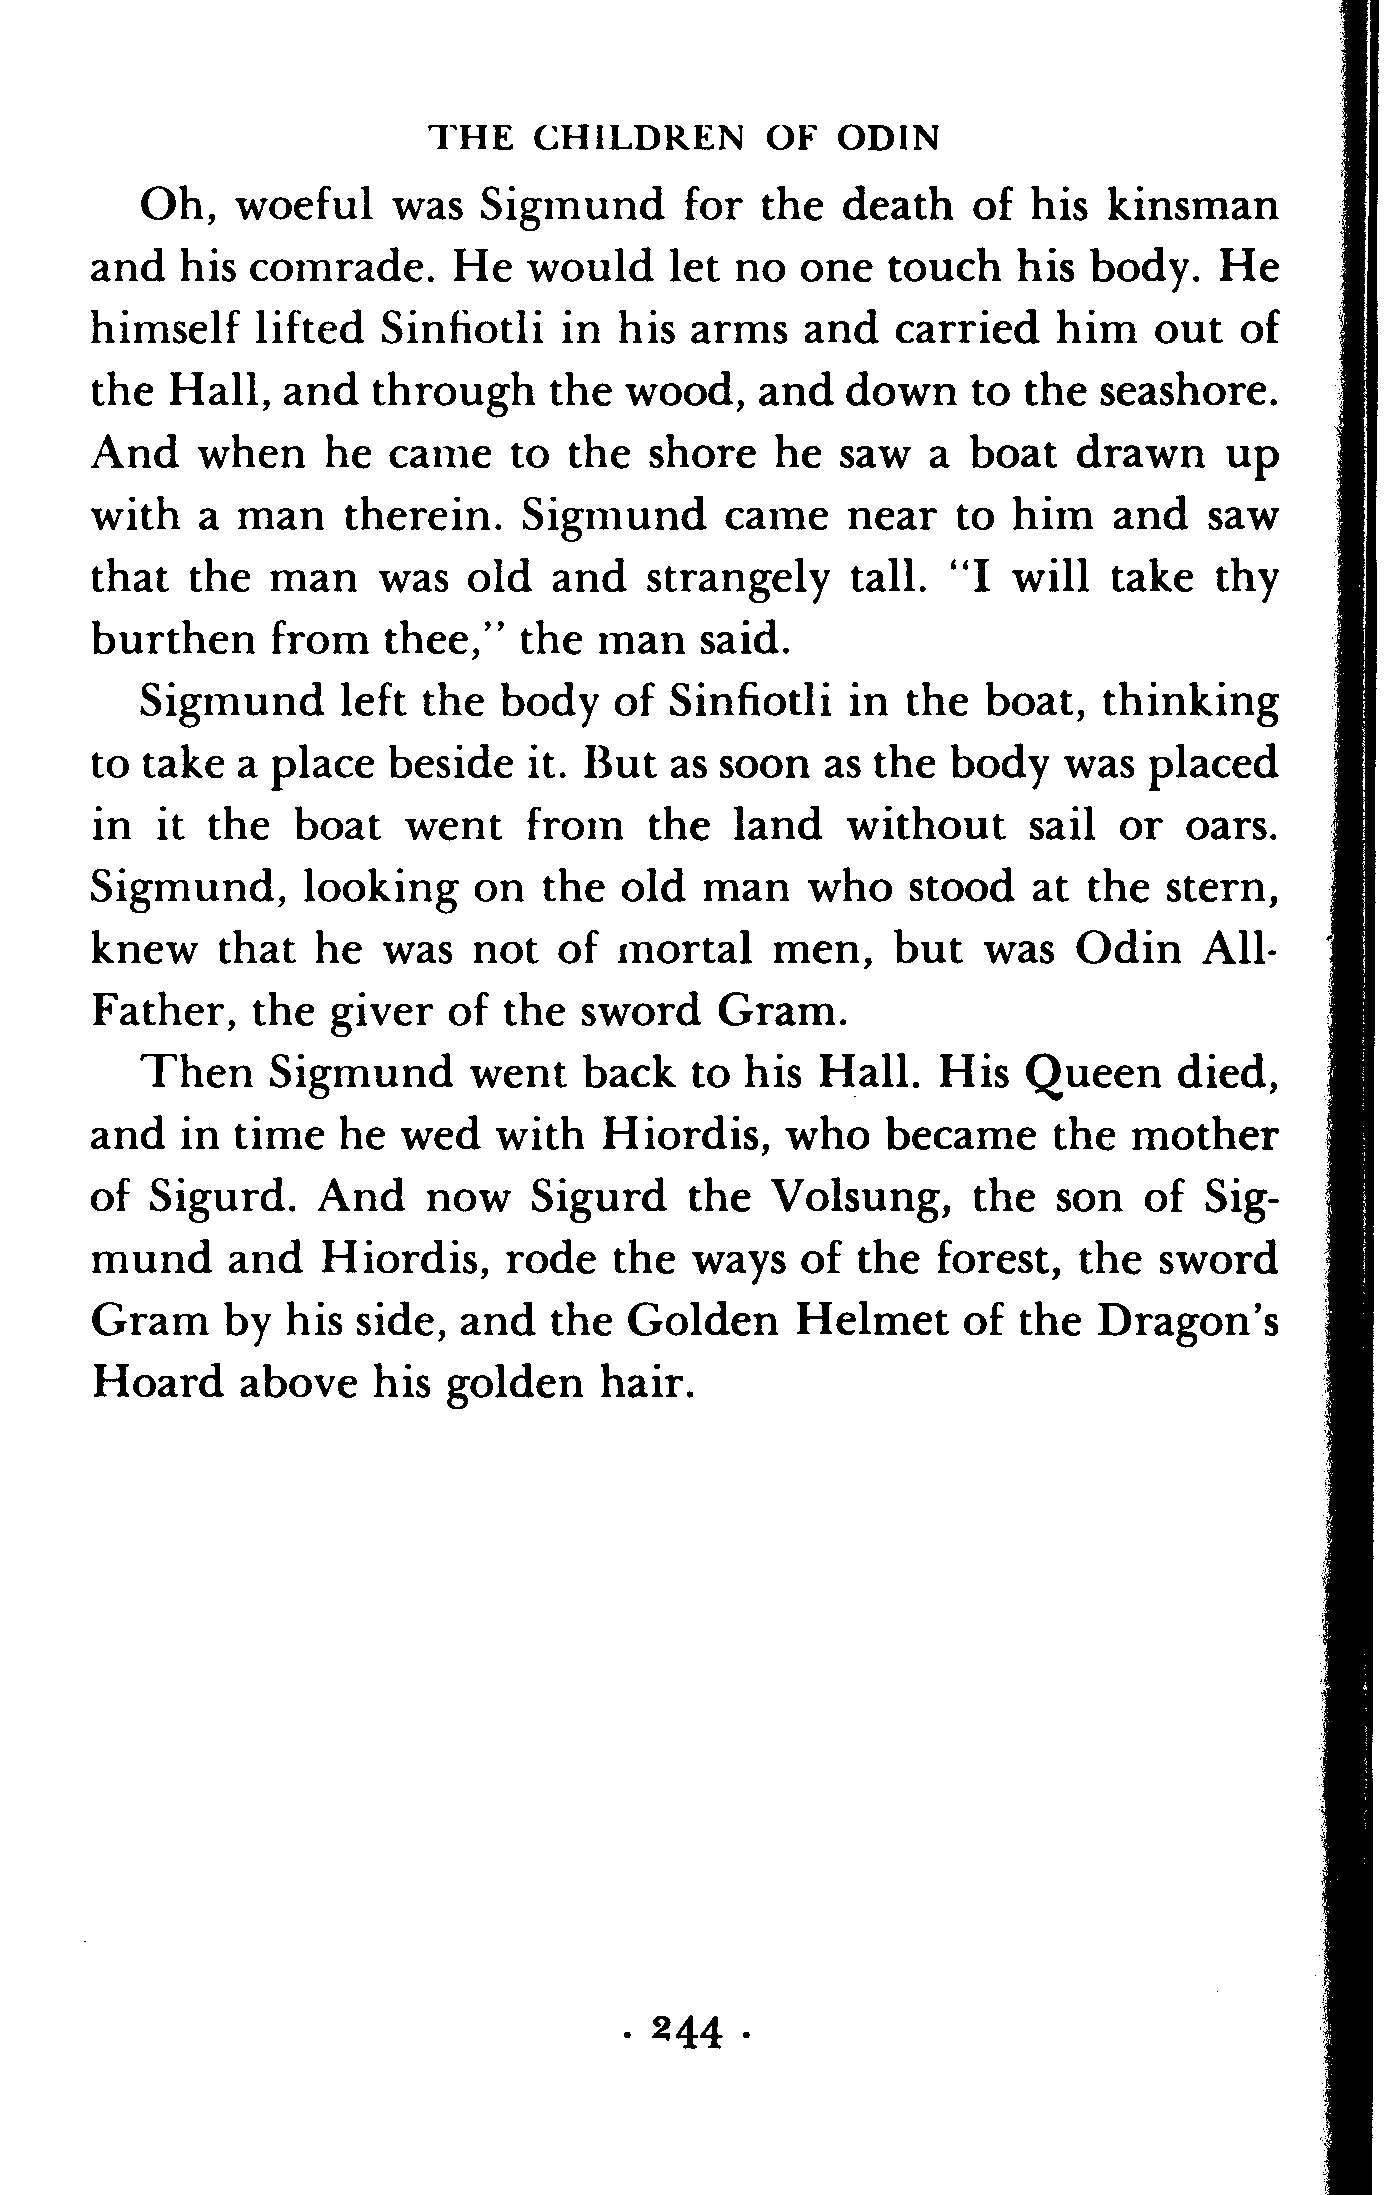 THE CHILDREN OF ODIN
Oh, woeful was Sigmund for the death of his kinsman
and his comrade. He would let no one touch his body. He
himself lifted Sinfiotli in his arms and carried him out of
the Hall, and through the wood, and down to the seashore.
And when he came to the shore he saw a boat drawn up
with a man therein. Sigmund came near to him and saw
that the man was old and strangely tall. "I will take thy
burthen from thee," the man said.
Sigmund left the body of Sinfiotli in the boat, thinking
to take a place beside it. But as soon as the body was placed
in it the boat went from the land without sail or oars.
Sigmund, looking on the old man who stood at the stern,
knew that he was not of mortal men, but was Odin All-
Father, the giver of the sword Gram.
Then Sigmund went back to his Hall. His Queen died,
and in time he wed with Hiordis, who became the mother
of Sigurd. And now Sigurd the Volsung, the son of Sig-
mund and Hiordis, rode the ways of the forest, the sword
Gram by his side, and the Golden Helmet of the Dragon's
Hoard above his golden hair.
· 244 ·